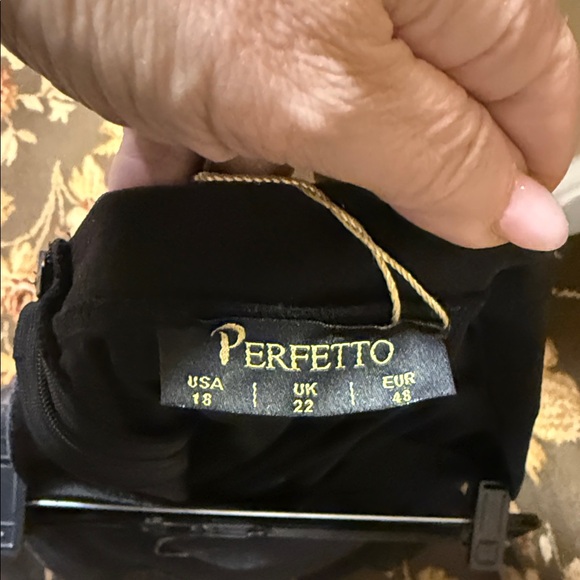 PERFETTO
USA | UK | EUR
18 | 22 | 48